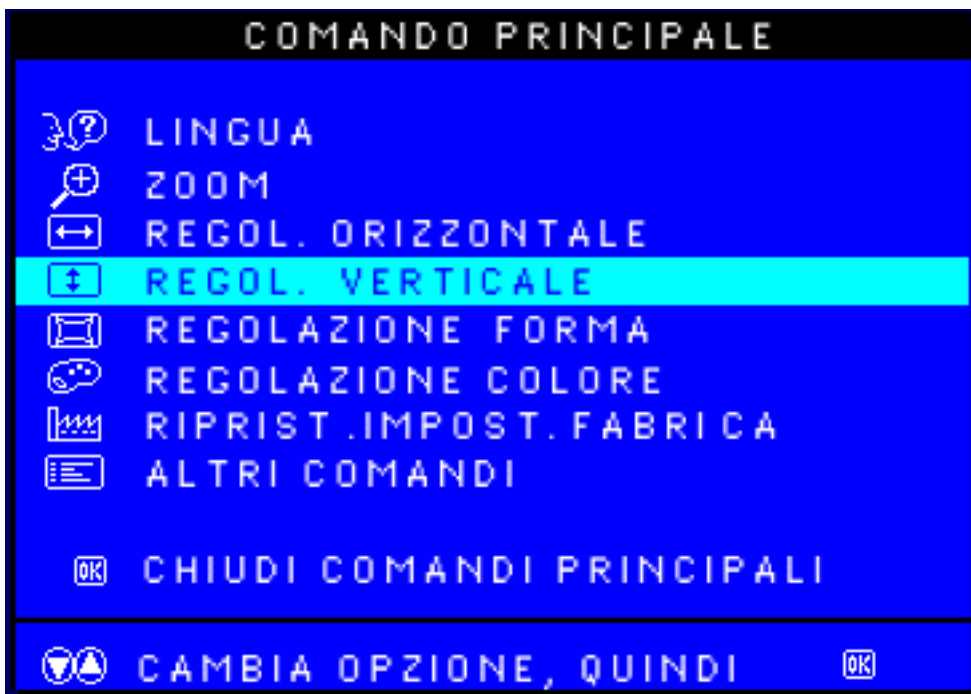 COMANDO PRINCIPALE
LINGUA
ZOOM
REGOL. ORIZZONTALE
REGOL. VERTICALE
REGOLAZIONE FORMA
REGOLAZIONE COLORE
RIPRIST.IMPOST.FABRICA
ALTRI COMANDI
OK CHIUDI COMANDI PRINCIPALI
CAMBIA OPZIONE, QUINDI OK